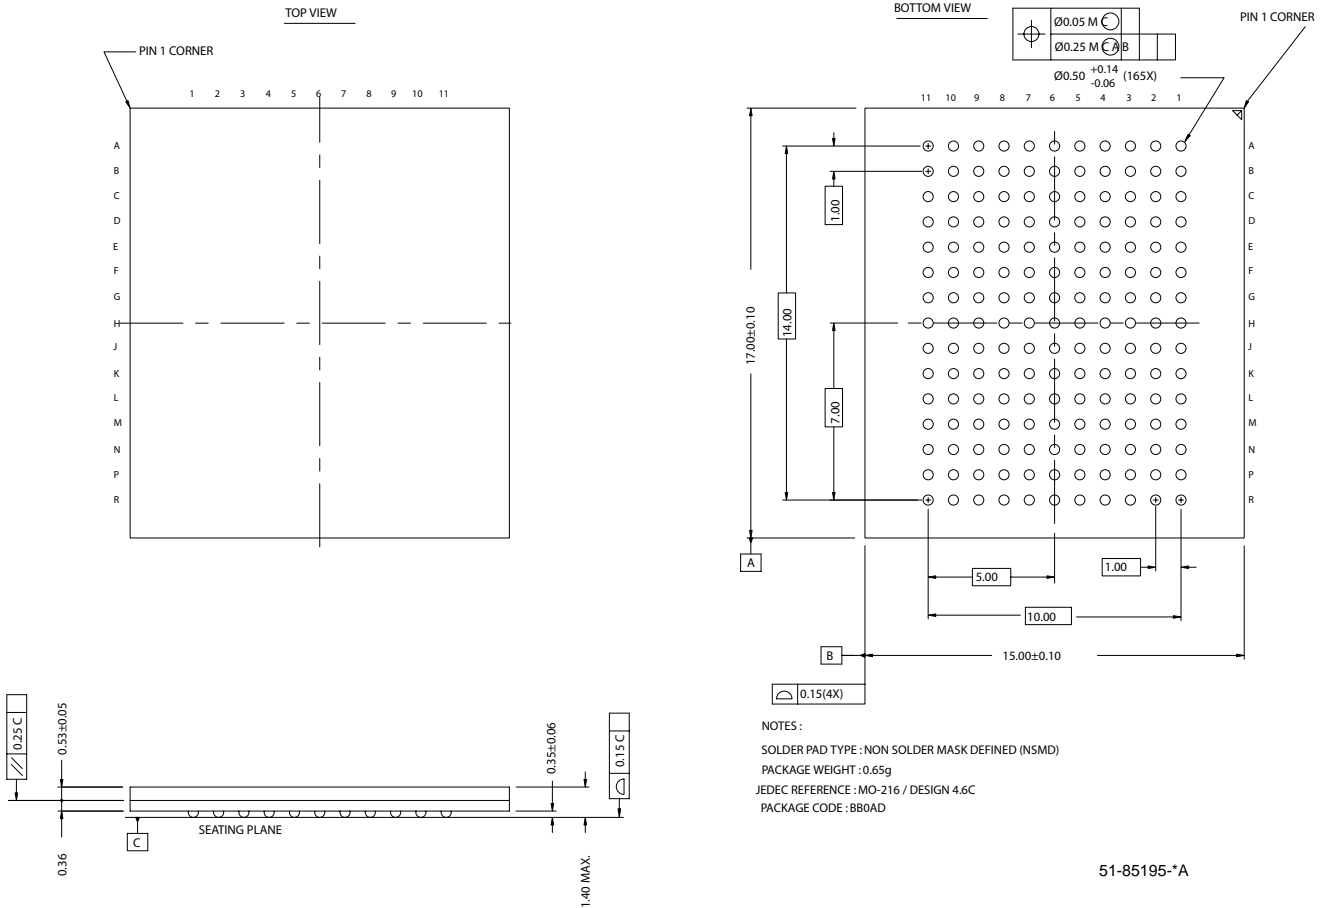 TOP VIEW
PIN 1 CORNER
1 2 3 4 5 6 7 8 9 10 11
A
B
C
D
E
F
G
H
J
K
L
M
N
P
R
BOTTOM VIEW
PIN 1 CORNER
Ø0.05 M C
Ø0.25 M C A B
Ø0.50 +0.14 -0.06 (165X)
11 10 9 8 7 6 5 4 3 2 1
A
B
C
D
E
F
G
H
J
K
L
M
N
P
R
1.00
14.00
17.00±0.10
7.00
A
5.00
1.00
10.00
B
15.00±0.10
0.15(4X)
0.25 C
0.53±0.05
0.35±0.06
0.15 C
SEATING PLANE
C
0.36
1.40 MAX.
NOTES :
SOLDER PAD TYPE : NON SOLDER MASK DEFINED (NSMD)
PACKAGE WEIGHT : 0.65g
JEDEC REFERENCE : MO-216 / DESIGN 4.6C
PACKAGE CODE : BB0AD
51-85195-*A